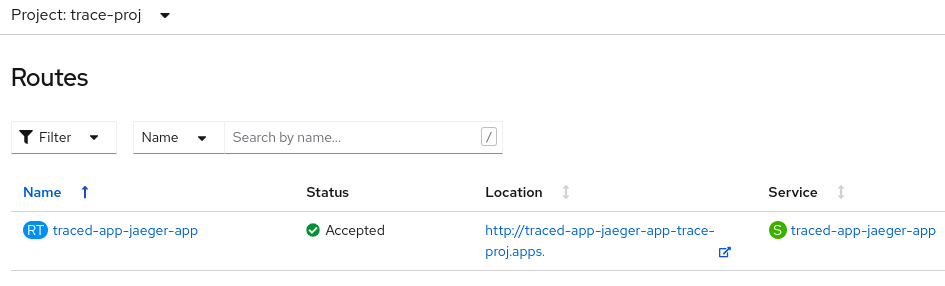 Project: trace-proj
Routes
Filter Name Search by name... /
Name Status Location Service
RT traced-app-jaeger-app Accepted http://traced-app-jaeger-app-trace- S traced-app-jaeger-app
proj.apps.